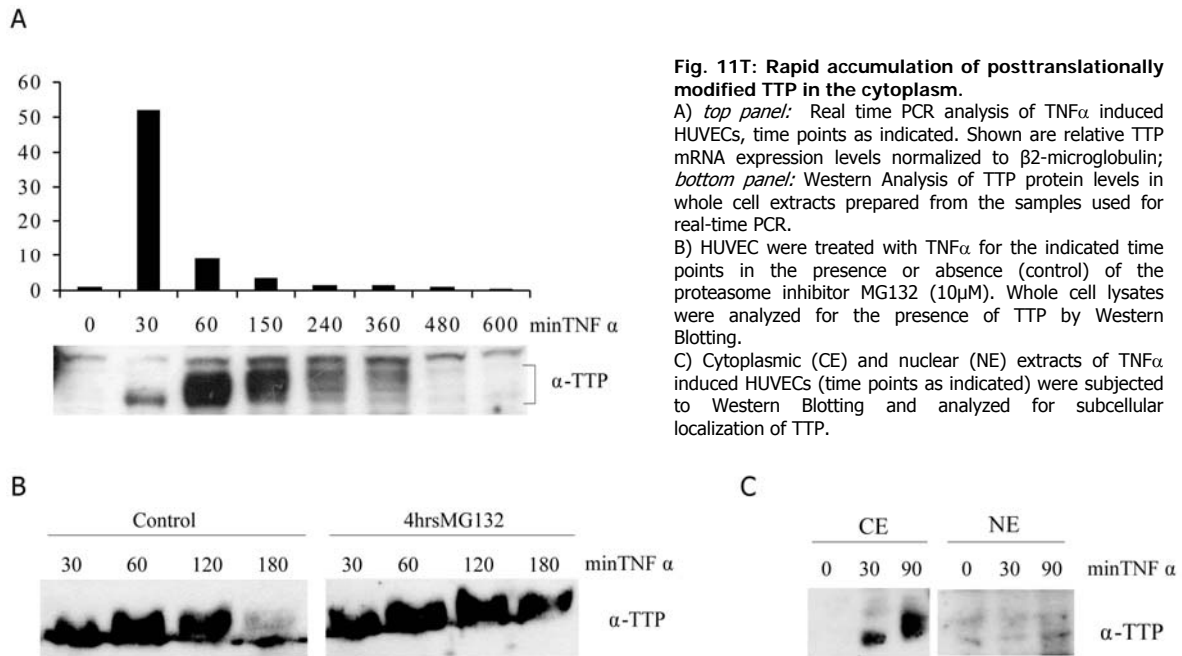 A
60
50
40
30
20
10
0
0 30 60 150 240 360 480 600 minTNF α
α-TTP
Fig. 11T: Rapid accumulation of posttranslationally
modified TTP in the cytoplasm.
A) top panel: Real time PCR analysis of TNFα induced
HUVECs, time points as indicated. Shown are relative TTP
mRNA expression levels normalized to β2-microglobulin;
bottom panel: Western Analysis of TTP protein levels in
whole cell extracts prepared from the samples used for
real-time PCR.
B) HUVEC were treated with TNFα for the indicated time
points in the presence or absence (control) of the
proteasome inhibitor MG132 (10µM). Whole cell lysates
were analyzed for the presence of TTP by Western
Blotting.
C) Cytoplasmic (CE) and nuclear (NE) extracts of TNFα
induced HUVECs (time points as indicated) were subjected
to Western Blotting and analyzed for subcellular
localization of TTP.
B
Control 4hrsMG132
30 60 120 180 30 60 120 180 minTNF α
α-TTP
C
CE NE
0 30 90 0 30 90 minTNF α
α-TTP